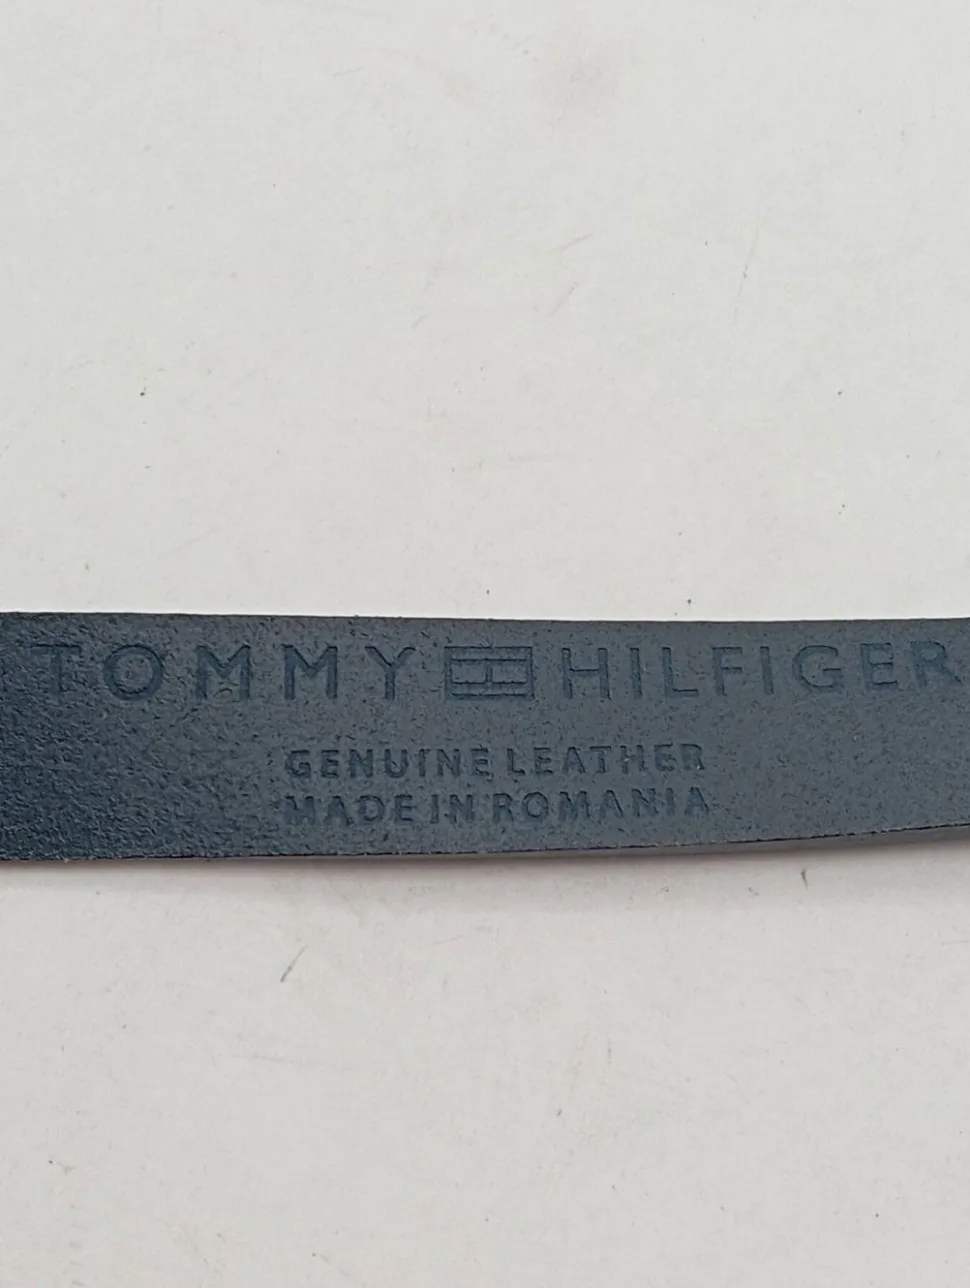 TOMMY HILFIGER
GENUINE LEATHER
MADE IN ROMANIA